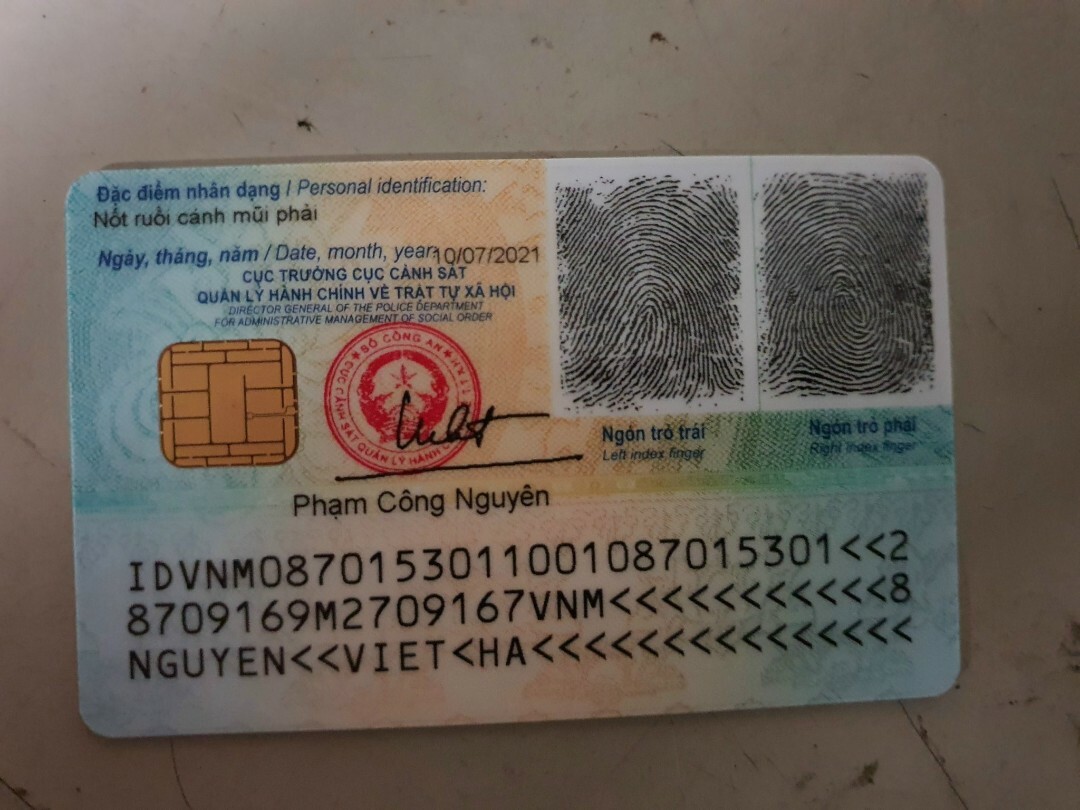 Đặc điểm nhân dạng / Personal identification:
Nốt ruồi cánh mũi phải
Ngày, tháng, năm / Date, month, year: 10/07/2021
CỤC TRƯỞNG CỤC CẢNH SÁT
QUẢN LÝ HÀNH CHÍNH VỀ TRẬT TỰ XÃ HỘI
DIRECTOR GENERAL OF THE POLICE DEPARTMENT
FOR ADMINISTRATIVE MANAGEMENT OF SOCIAL ORDER
BỘ CÔNG AN
Ngón trỏ trái
Left index finger
Ngón trỏ phải
Right index finger
Phạm Công Nguyên
IDVNM0870153011001087015301<<2
8709169M2709167VNM<<<<<<<<<<<8
NGUYEN<<VIET<HA<<<<<<<<<<<<<<<